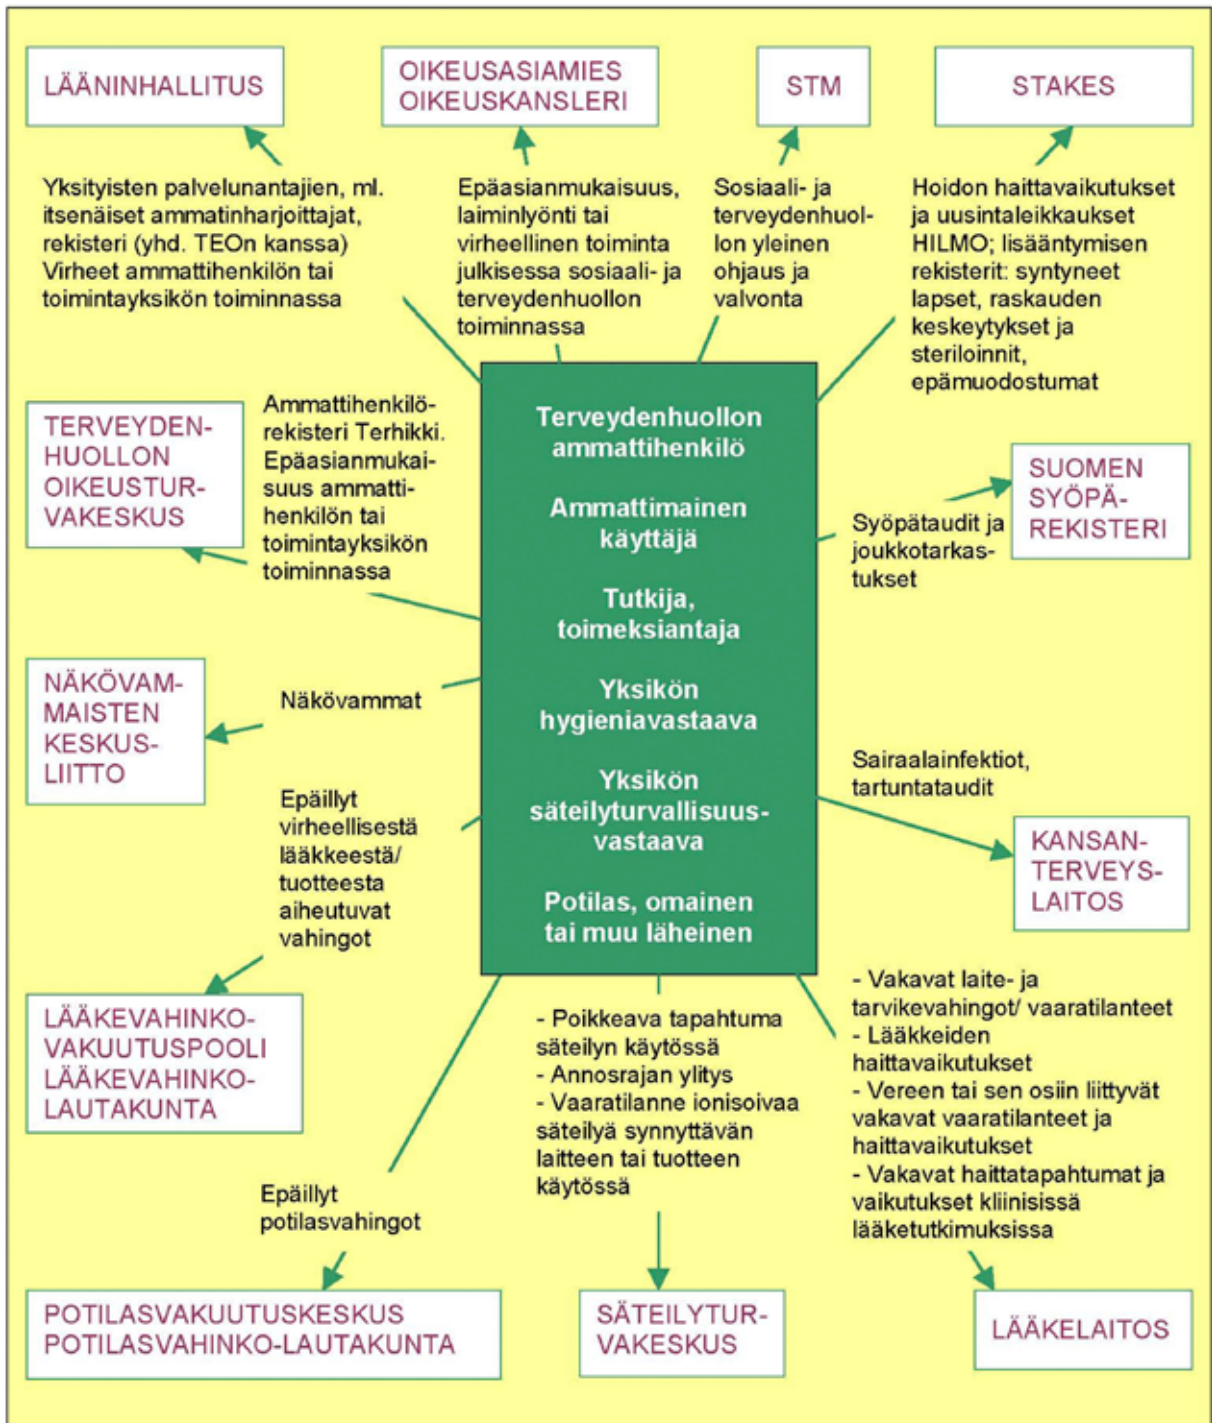 LÄÄNINHALLITUS
OIKEUSASIAMIES
OIKEUSKANSLERI
STM
STAKES
Yksityisten palvelunantajien, ml.
itsenäiset ammatinharjoittajat,
rekisteri (yhd. TEOn kanssa)
Virheet ammattihenkilön tai
toimintayksikön toiminnassa
Epäasianmukaisuus,
laiminlyönti tai
virheellinen toiminta
julkisessa sosiaali- ja
terveydenhuollon
toiminnassa
Sosiaali- ja
terveydenhuol-
lon yleinen
ohjaus ja
valvonta
Hoidon haittavaikutukset
ja uusintaleikkaukset
HILMO; lisääntymisen
rekisterit: syntyneet
lapset, raskauden
keskeytykset ja
steriloinnit,
epämuodostumat
TERVEYDEN-
HUOLLON
OIKEUSTUR-
VAKESKUS
Ammattihenkilö-
rekisteri Terhikki.
Epäasianmukai-
suus ammatti-
henkilön tai
toimintayksikön
toiminnassa
Terveydenhuollon
ammattihenkilö
Ammattimainen
käyttäjä
Tutkija,
toimeksiantaja
Yksikön
hygieniavastaava
Yksikön
säteilyturvallisuus-
vastaava
Potilas, omainen
tai muu läheinen
Syöpätaudit ja
joukkotarkas-
tukset
SUOMEN
SYÖPÄ-
REKISTERI
NÄKÖVAM-
MAISTEN
KESKUS-
LIITTO
Näkövammat
Sairaalainfektiot,
tartuntataudit
KANSAN-
TERVEYS-
LAITOS
Epäillyt
virheellisestä
lääkkeestä/
tuotteesta
aiheutuvat
vahingot
LÄÄKEVAHINKO-
VAKUUTUSPOOLI
LÄÄKEVAHINKO-
LAUTAKUNTA
- Poikkeava tapahtuma
säteilyn käytössä
- Annosrajan ylitys
- Vaaratilanne ionisoivaa
säteilyä synnyttävän
laitteen tai tuotteen
käytössä
- Vakavat laite- ja
tarvikevahingot/ vaaratilanteet
- Lääkkeiden
haittavaikutukset
- Vereen tai sen osiin liittyvät
vakavat vaaratilanteet ja
haittavaikutukset
- Vakavat haittatapahtumat ja
vaikutukset kliinisissä
lääketutkimuksissa
Epäillyt
potilasvahingot
POTILASVAKUUTUSKESKUS
POTILASVAHINKO-LAUTAKUNTA
SÄTEILYTUR-
VAKESKUS
LÄÄKELAITOS